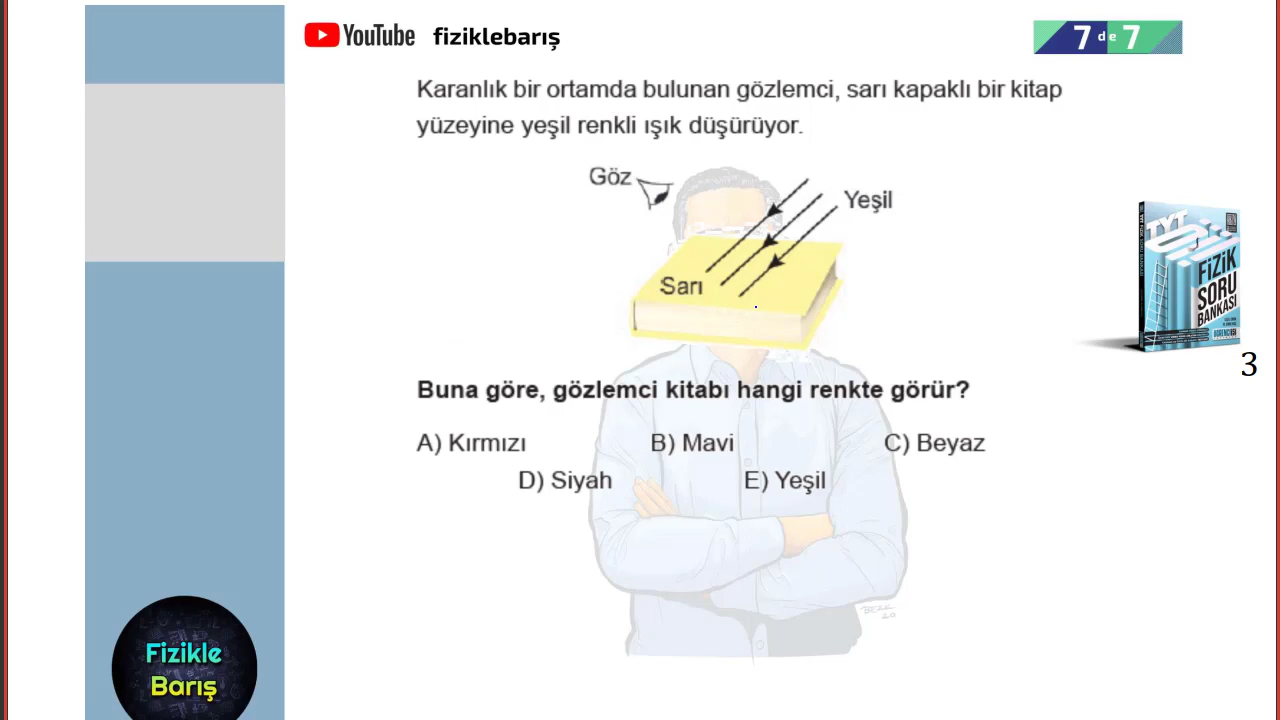 YouTube fiziklebarış
7 de 7
Karanlık bir ortamda bulunan gözlemci, sarı kapaklı bir kitap
yüzeyine yeşil renkli ışık düşürüyor.
Göz
Yeşil
Sarı
TYT
FİZİK
SORU
BANKASI
3
Buna göre, gözlemci kitabı hangi renkte görür?
A) Kırmızı B) Mavi C) Beyaz
D) Siyah E) Yeşil
Fizikle
Barış